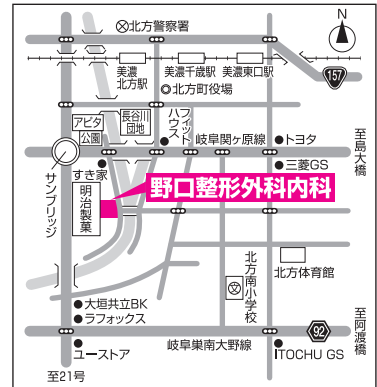 北方警察署
N
美濃北方駅
美濃千歳駅
美濃東口駅
157
北方町役場
アピタ
公園
長谷川団地
フィットハウス
岐阜関ヶ原線
トヨタ
至島大橋
すき家
三菱GS
サンブリッジ
明治製菓
野口整形外科内科
北方南小学校
文
北方体育館
大垣共立BK
ラフォックス
至阿渡橋
92
ユーストア
岐阜巣南大野線
ITOCHU GS
至21号